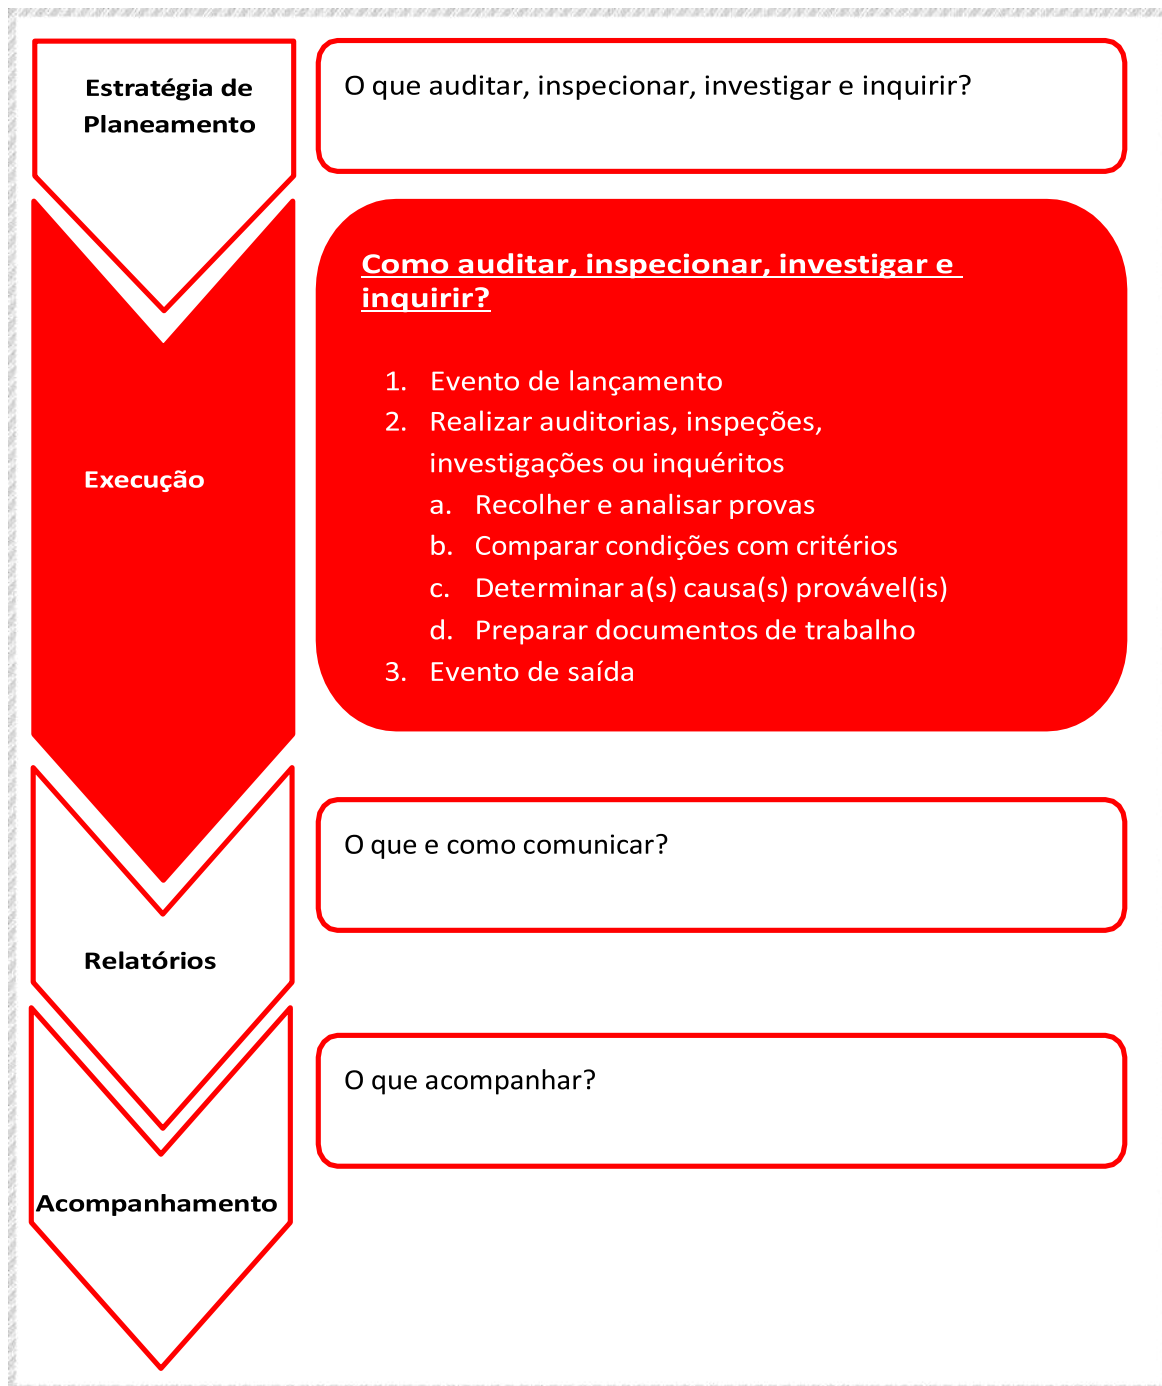 Estratégia de
Planeamento
O que auditar, inspecionar, investigar e inquirir?
Execução
Como auditar, inspecionar, investigar e
inquirir?
1. Evento de lançamento
2. Realizar auditorias, inspeções,
investigações ou inquéritos
a. Recolher e analisar provas
b. Comparar condições com critérios
c. Determinar a(s) causa(s) provável(is)
d. Preparar documentos de trabalho
3. Evento de saída
Relatórios
O que e como comunicar?
Acompanhamento
O que acompanhar?